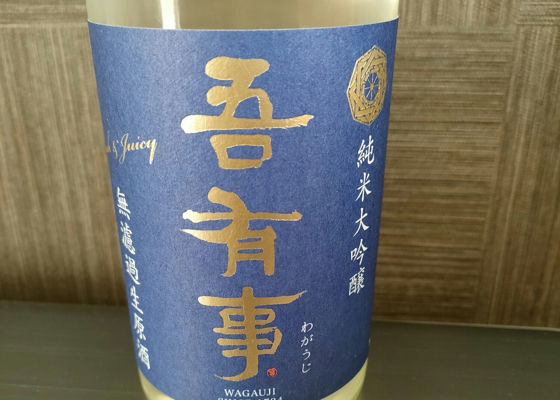 純米大吟醸
吾有事
わがうじ
& Juicy
無濾過生原酒
WAGAUJI